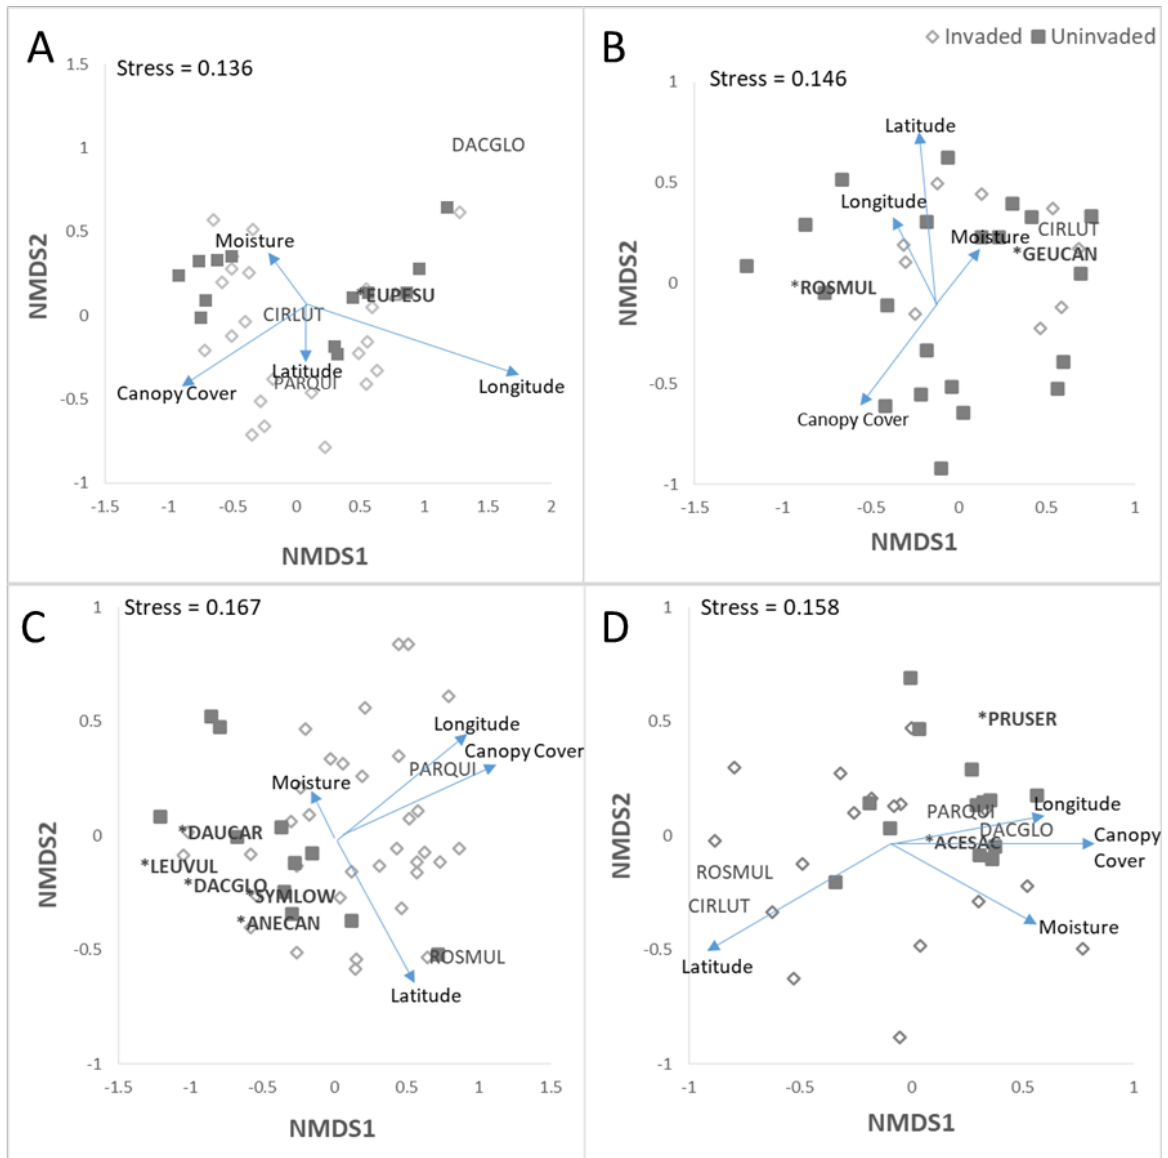 A
Stress = 0.136
1.5
1
0.5
0
-0.5
-1
-1.5
-1
-0.5
0
0.5
1
1.5
2
NMDS2
NMDS1
DACGLO
Moisture
*EUPESU
CIRLUT
Latitude
PARQUI
Canopy Cover
Longitude
B
Invaded
Uninvaded
Stress = 0.146
1
0.5
0
-0.5
-1
-1.5
-1
-0.5
0
0.5
1
NMDS2
NMDS1
Latitude
Longitude
CIRLUT
Moisture
*GEUCAN
*ROSMUL
Canopy Cover
C
Stress = 0.167
1
0.5
0
-0.5
-1
-1.5
-1
-0.5
0
0.5
1
1.5
NMDS2
NMDS1
Longitude
Canopy Cover
PARQUI
Moisture
*DAUCAR
*LEUVUL
*DACGLO
*SYMLOW
*ANECAN
ROSMUL
Latitude
D
Stress = 0.158
1
0.5
0
-0.5
-1
-1
-0.5
0
0.5
1
NMDS2
NMDS1
*PRUSER
Longitude
PARQUI
DACGLO
*ACESAC
Canopy
Cover
ROSMUL
CIRLUT
Moisture
Latitude